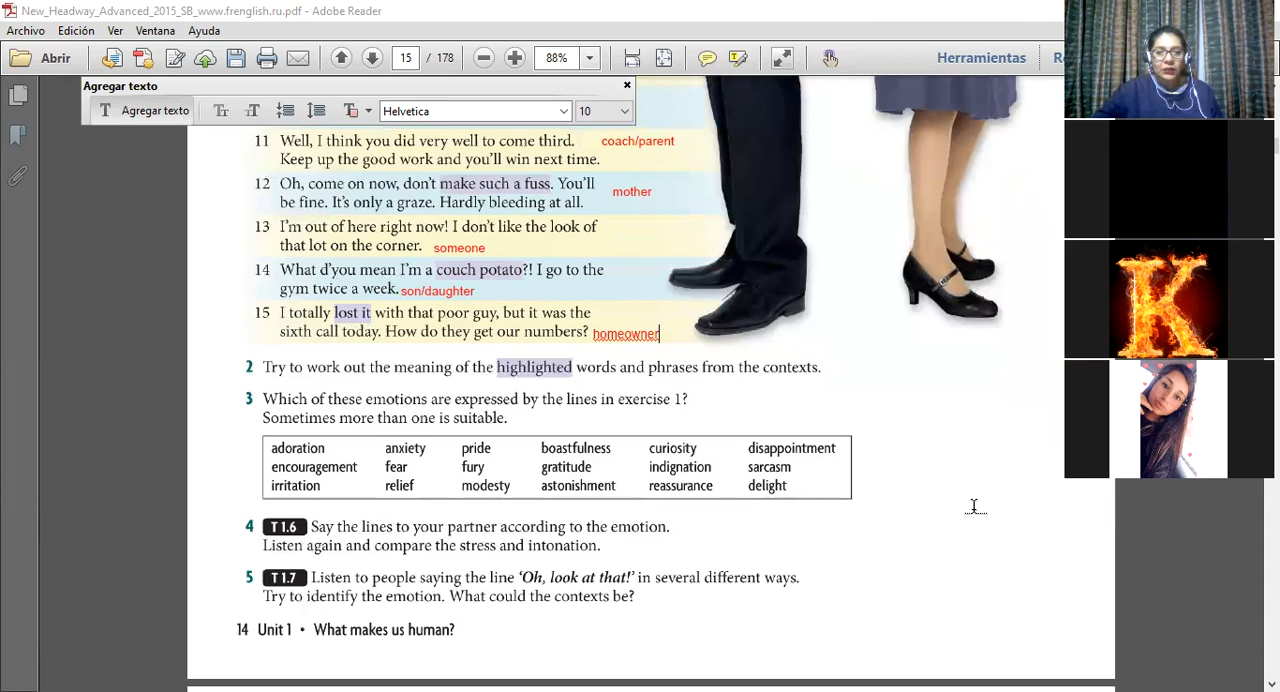 New_Headway_Advanced_2015_SB_www.frenglish.ru.pdf - Adobe Reader
Archivo Edición Ver Ventana Ayuda
Abrir 15 / 178 88% Herramientas
Agregar texto
T Agregar texto Helvetica 10
11 Well, I think you did very well to come third. coach/parent
Keep up the good work and you'll win next time.
12 Oh, come on now, don't make such a fuss. You'll
be fine. It's only a graze. Hardly bleeding at all. mother
13 I'm out of here right now! I don't like the look of
that lot on the corner. someone
14 What d'you mean I'm a couch potato?! I go to the
gym twice a week. son/daughter
15 I totally lost it with that poor guy, but it was the
sixth call today. How do they get our numbers? homeowner
2 Try to work out the meaning of the highlighted words and phrases from the contexts.
3 Which of these emotions are expressed by the lines in exercise 1?
Sometimes more than one is suitable.
adoration anxiety pride boastfulness curiosity disappointment
encouragement fear fury gratitude indignation sarcasm
irritation relief modesty astonishment reassurance delight
4 T 1.6 Say the lines to your partner according to the emotion.
Listen again and compare the stress and intonation.
5 T 1.7 Listen to people saying the line 'Oh, look at that!' in several different ways.
Try to identify the emotion. What could the contexts be?
14 Unit 1 • What makes us human?
K